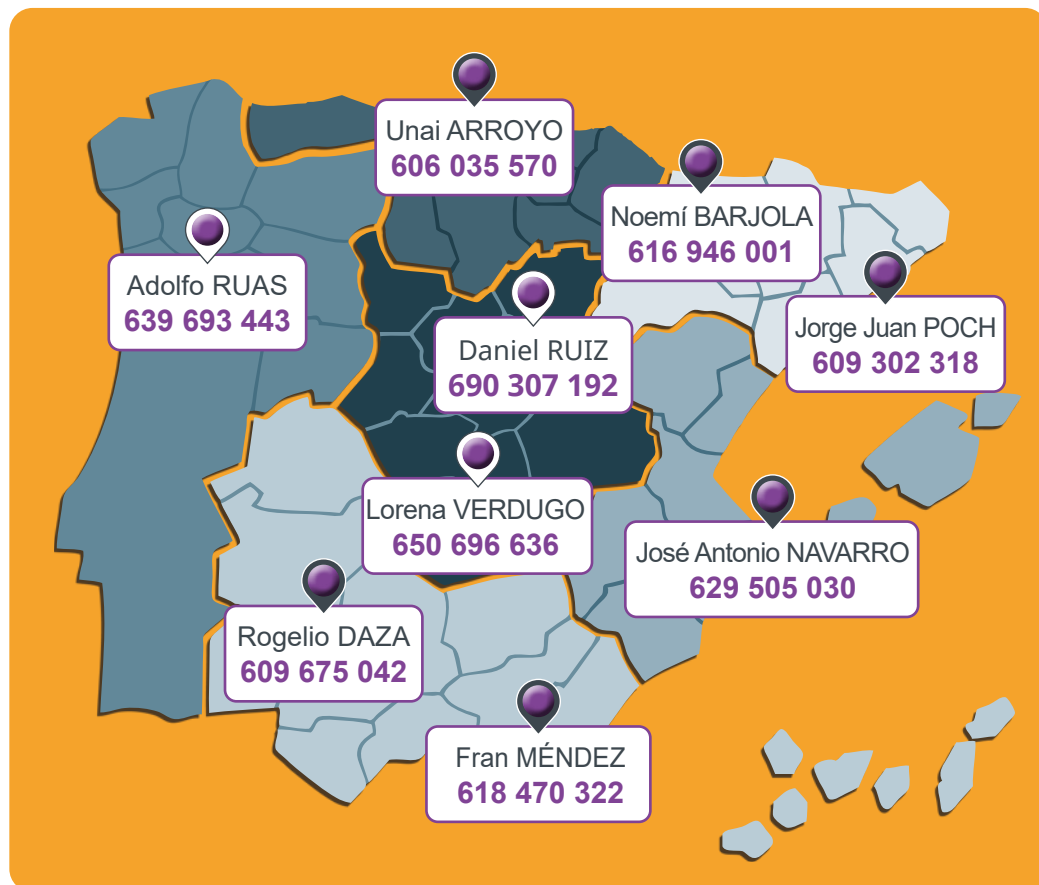 Unai ARROYO
606 035 570
Noemí BARJOLA
616 946 001
Adolfo RUAS
639 693 443
Jorge Juan POCH
609 302 318
Daniel RUIZ
690 307 192
Lorena VERDUGO
650 696 636
José Antonio NAVARRO
629 505 030
Rogelio DAZA
609 675 042
Fran MÉNDEZ
618 470 322